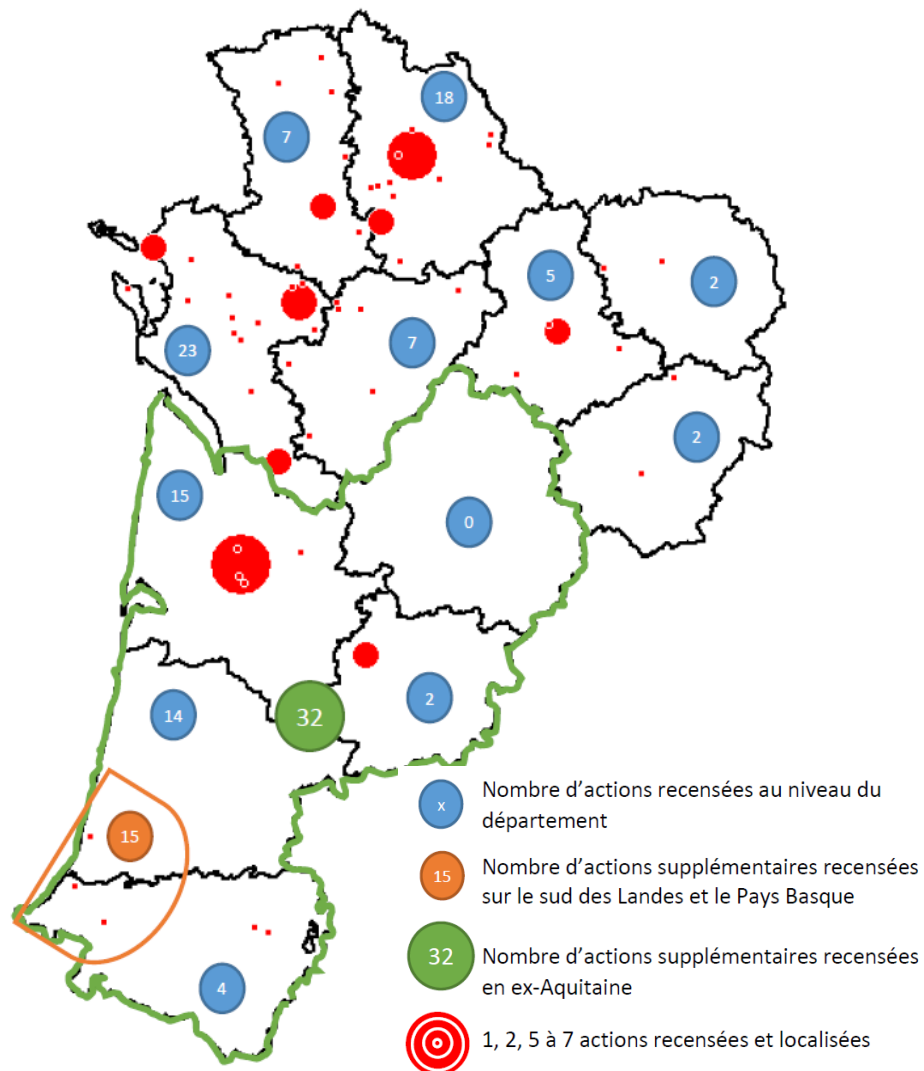 18
7
5
2
7
23
2
15
0
2
14
32
15
4
x
Nombre d’actions recensées au niveau du
département
15
Nombre d’actions supplémentaires recensées
sur le sud des Landes et le Pays Basque
32
Nombre d’actions supplémentaires recensées
en ex-Aquitaine
1, 2, 5 à 7 actions recensées et localisées